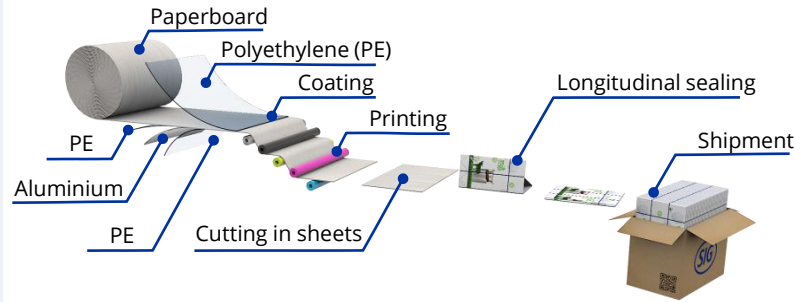 Paperboard
Polyethylene (PE)
Coating
Longitudinal sealing
Printing
Shipment
PE
Aluminium
PE
Cutting in sheets
SIG